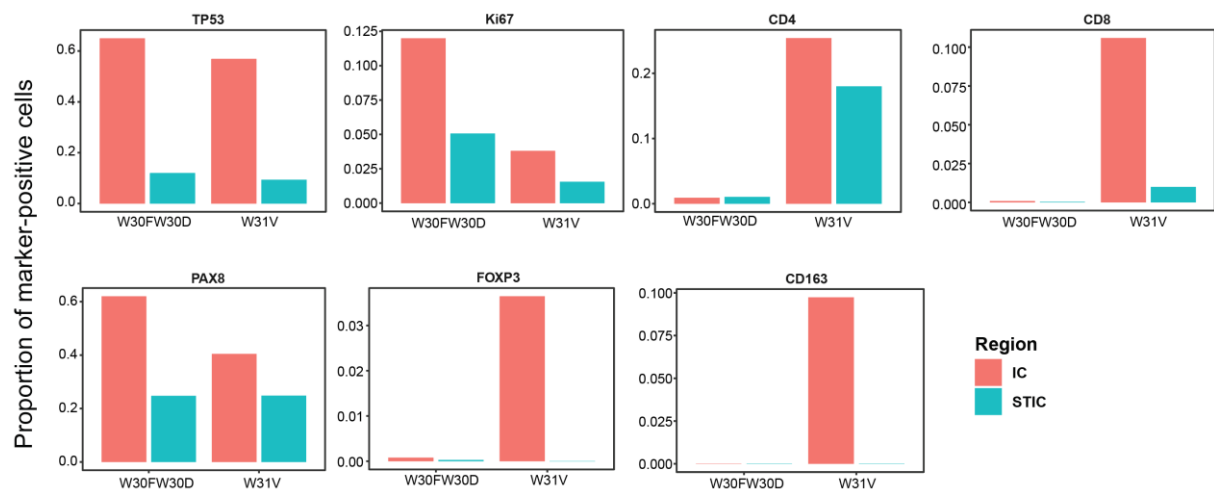 Proportion of marker-positive cells
TP53
0.6
0.4
0.2
0.0
W30FW30D W31V
Ki67
0.125
0.100
0.075
0.050
0.025
0.000
W30FW30D W31V
CD4
0.2
0.1
0.0
W30FW30D W31V
CD8
0.100
0.075
0.050
0.025
0.000
W30FW30D W31V
PAX8
0.6
0.4
0.2
0.0
W30FW30D W31V
FOXP3
0.03
0.02
0.01
0.00
W30FW30D W31V
CD163
0.100
0.075
0.050
0.025
0.000
W30FW30D W31V
Region
IC
STIC